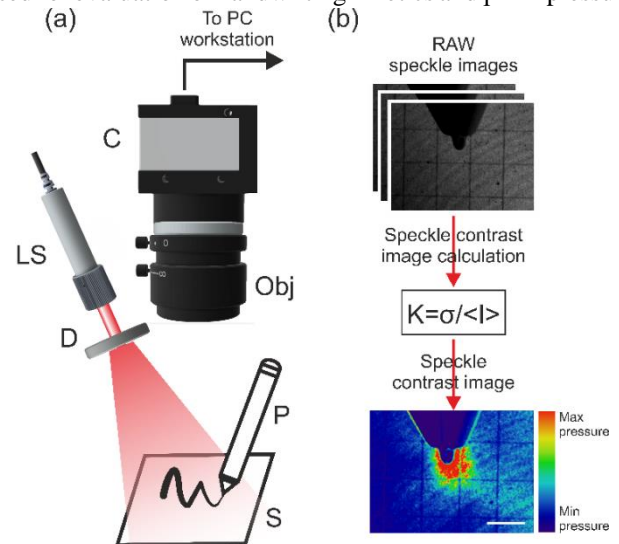 (a)
To PC
workstation
C
LS
Obj
D
P
S
(b)
RAW
speckle images
Speckle contrast
image calculation
K=σ/<I>
Speckle
contrast image
Max
pressure
Min
pressure